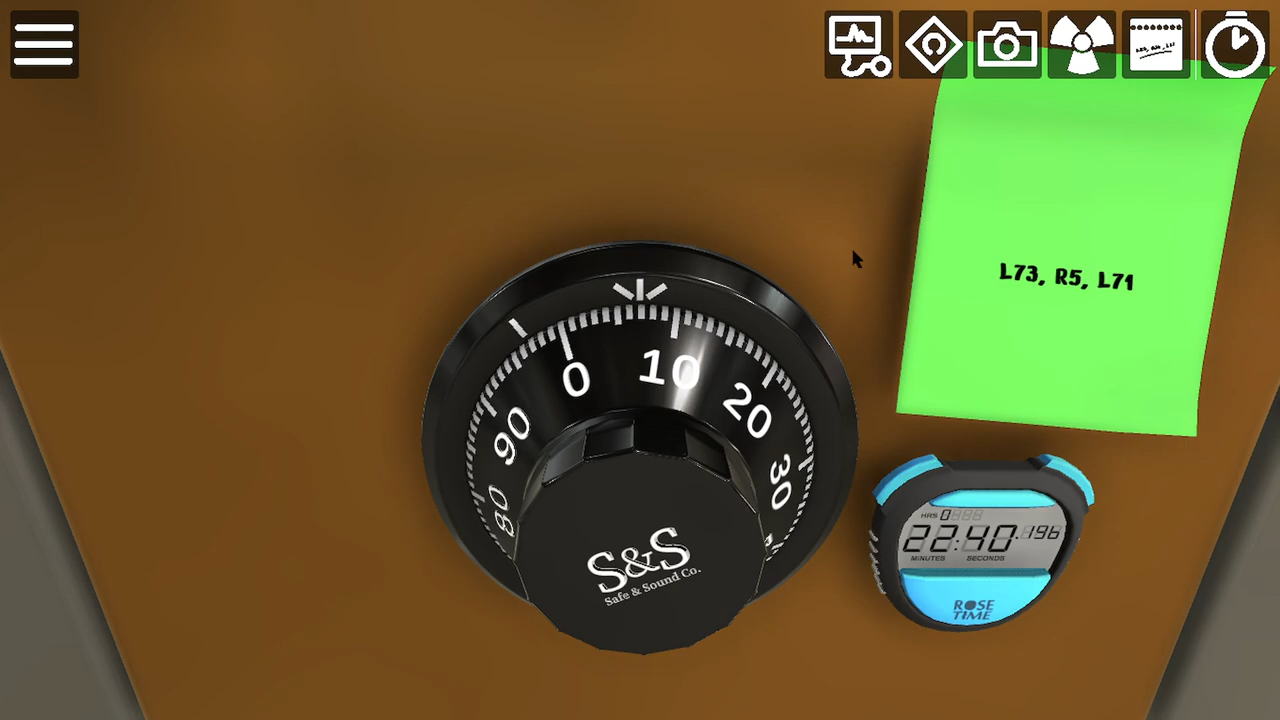 L73, R5, L71
0
10
20
30
90
80
S&S
Safe & Sound Co.
HRS 0
22:40.196
MINUTES SECONDS
ROSE
TIME